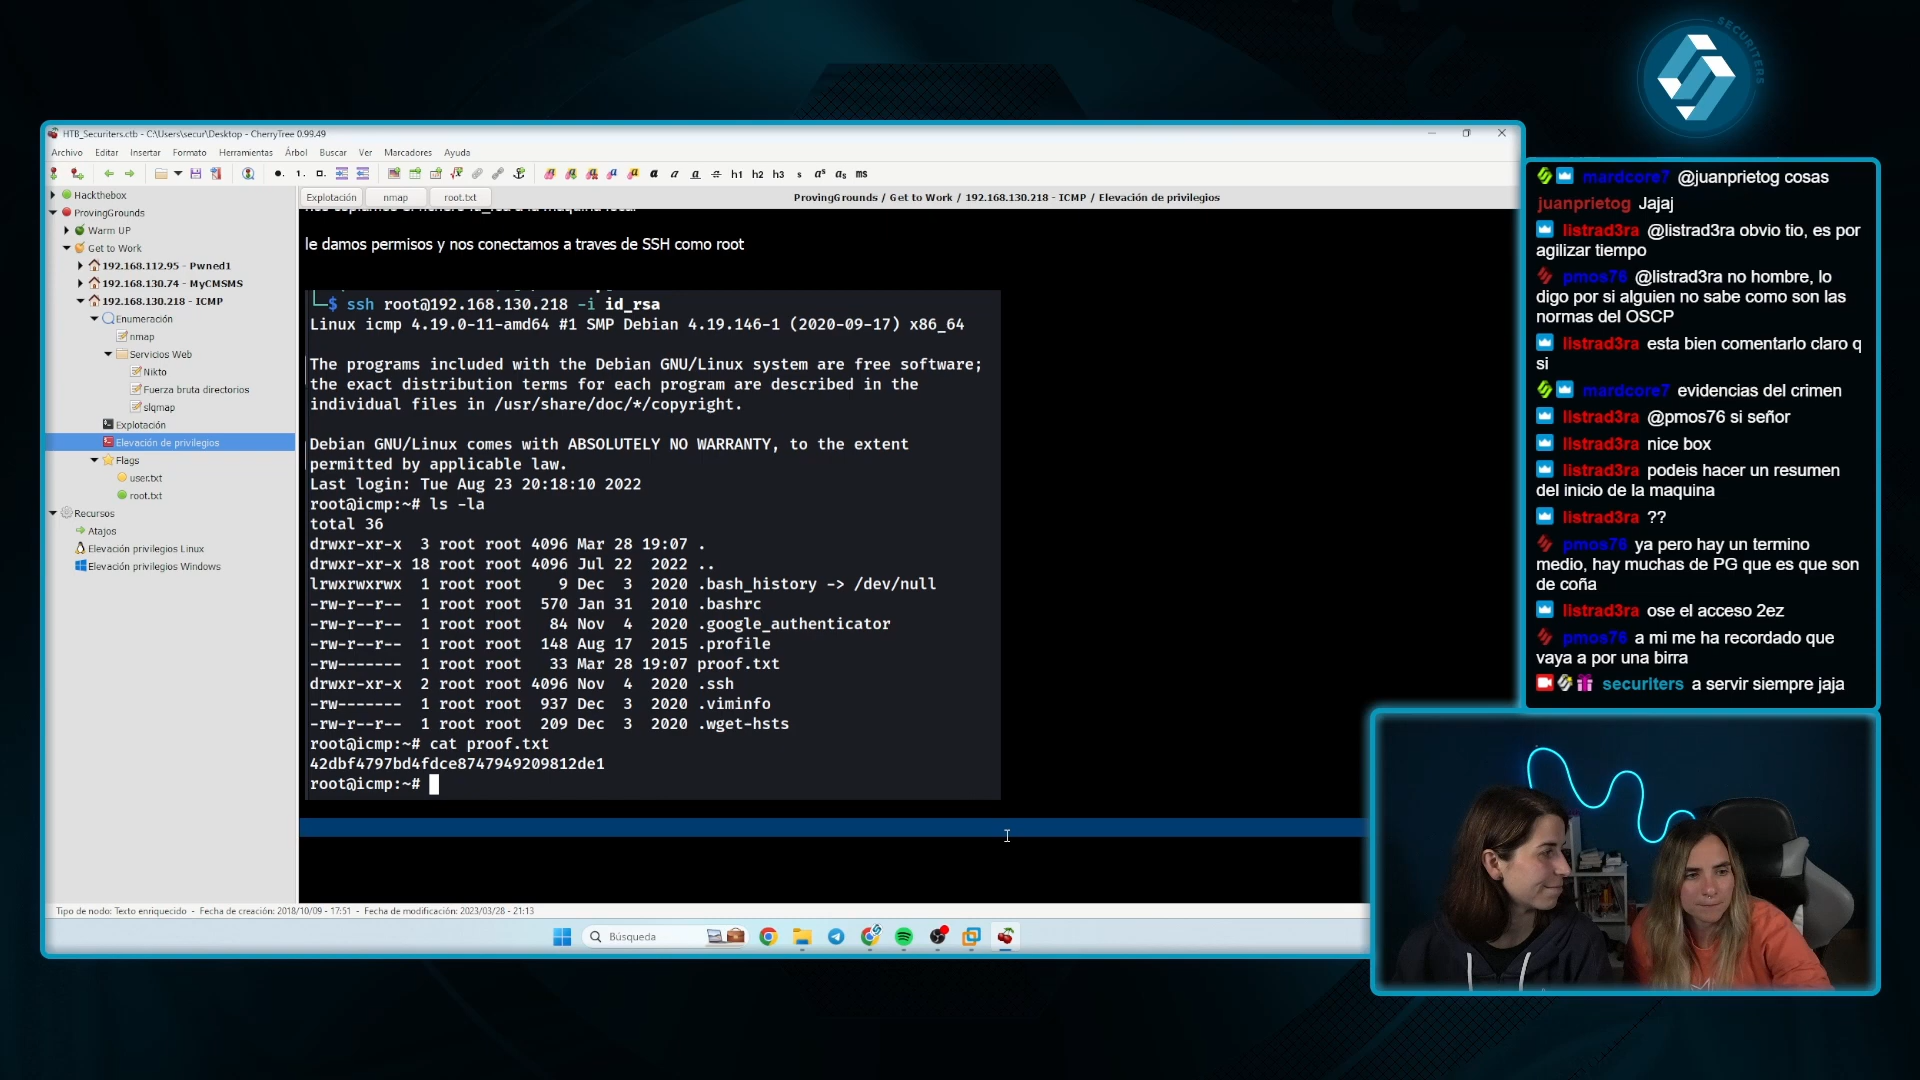 SECURITERS
HTB_Securiters.ctb - C:\Users\secur\Desktop - CherryTree 0.99.49
Archivo Editar Insertar Formato Herramientas Árbol Buscar Ver Marcadores Ayuda
h1 h2 h3 s ms
Hackthebox
ProvingGrounds
Warm UP
Get to Work
192.168.112.95 - Pwned1
192.168.130.74 - MyCMSMS
192.168.130.218 - ICMP
Enumeración
nmap
Servicios Web
Nikto
Fuerza bruta directorios
slqmap
Explotación
Elevación de privilegios
Flags
user.txt
root.txt
Recursos
Atajos
Elevación privilegios Linux
Elevación privilegios Windows
Explotación nmap root.txt
ProvingGrounds / Get to Work / 192.168.130.218 - ICMP / Elevación de privilegios
le damos permisos y nos conectamos a traves de SSH como root
└─$ ssh root@192.168.130.218 -i id_rsa
Linux icmp 4.19.0-11-amd64 #1 SMP Debian 4.19.146-1 (2020-09-17) x86_64
The programs included with the Debian GNU/Linux system are free software;
the exact distribution terms for each program are described in the
individual files in /usr/share/doc/*/copyright.
Debian GNU/Linux comes with ABSOLUTELY NO WARRANTY, to the extent
permitted by applicable law.
Last login: Tue Aug 23 20:18:10 2022
root@icmp:~# ls -la
total 36
drwxr-xr-x 3 root root 4096 Mar 28 19:07 .
drwxr-xr-x 18 root root 4096 Jul 22 2022 ..
lrwxrwxrwx 1 root root 9 Dec 3 2020 .bash_history -> /dev/null
-rw-r--r-- 1 root root 570 Jan 31 2010 .bashrc
-rw-r--r-- 1 root root 84 Nov 4 2020 .google_authenticator
-rw-r--r-- 1 root root 148 Aug 17 2015 .profile
-rw------- 1 root root 33 Mar 28 19:07 proof.txt
drwxr-xr-x 2 root root 4096 Nov 4 2020 .ssh
-rw------- 1 root root 937 Dec 3 2020 .viminfo
-rw-r--r-- 1 root root 209 Dec 3 2020 .wget-hsts
root@icmp:~# cat proof.txt
42dbf4797bd4fdce8747949209812de1
root@icmp:~#
Tipo de nodo: Texto enriquecido - Fecha de creación: 2018/10/09 - 17:51 - Fecha de modificación: 2023/03/28 - 21:13
Búsqueda
mardcore7 @juanprietog cosas
juanprietog Jajaj
listrad3ra @listrad3ra obvio tio, es por
agilizar tiempo
pmos76 @listrad3ra no hombre, lo
digo por si alguien no sabe como son las
normas del OSCP
listrad3ra esta bien comentarlo claro q
si
mardcore7 evidencias del crimen
listrad3ra @pmos76 si señor
listrad3ra nice box
listrad3ra podeis hacer un resumen
del inicio de la maquina
listrad3ra ??
pmos76 ya pero hay un termino
medio, hay muchas de PG que es que son
de coña
listrad3ra ose el acceso 2ez
pmos76 a mi me ha recordado que
vaya a por una birra
securiters a servir siempre jaja